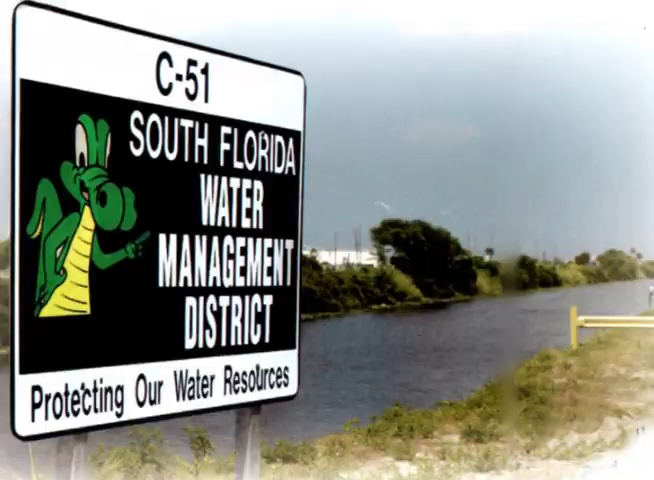 C-51
SOUTH FLORIDA
WATER
MANAGEMENT
DISTRICT
Protecting Our Water Resources